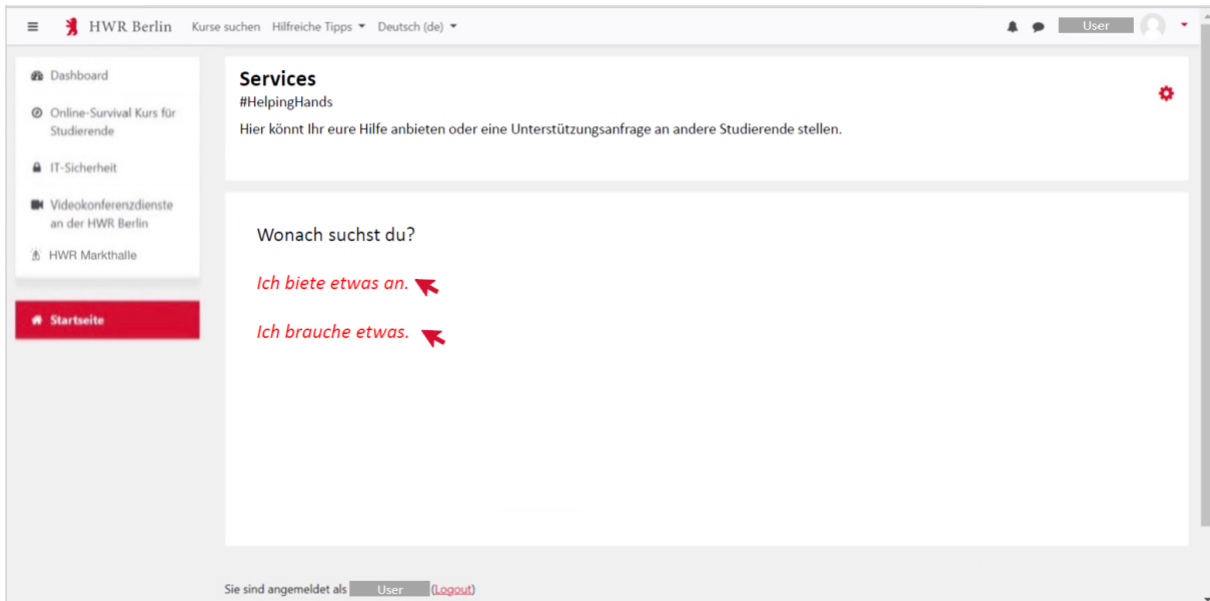 HWR Berlin Kurse suchen Hilfreiche Tipps Deutsch (de) User
Dashboard
Online-Survival Kurs für
Studierende
IT-Sicherheit
Videokonferenzdienste
an der HWR Berlin
HWR Markthalle
Startseite
Services
#HelpingHands
Hier könnt Ihr eure Hilfe anbieten oder eine Unterstützungsanfrage an andere Studierende stellen.
Wonach suchst du?
Ich biete etwas an.
Ich brauche etwas.
Sie sind angemeldet als User (Logout)